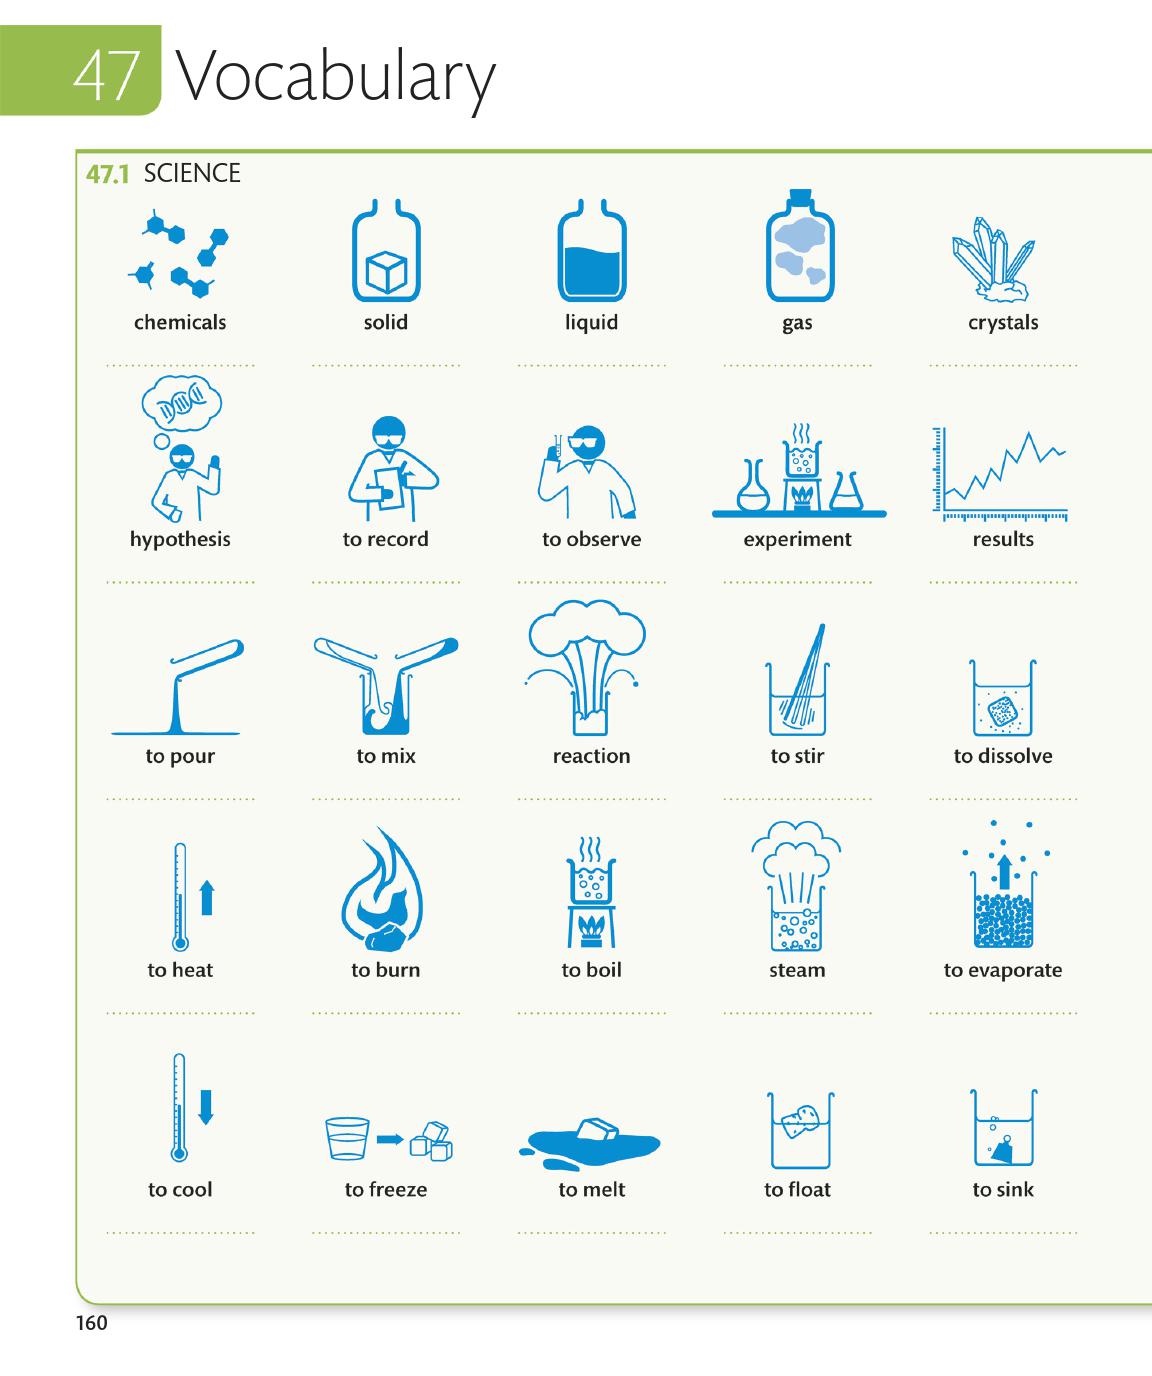 47 Vocabulary
47.1 SCIENCE
chemicals solid liquid gas crystals
hypothesis to record to observe experiment results
to pour to mix reaction to stir to dissolve
to heat to burn to boil steam to evaporate
to cool to freeze to melt to float to sink
160